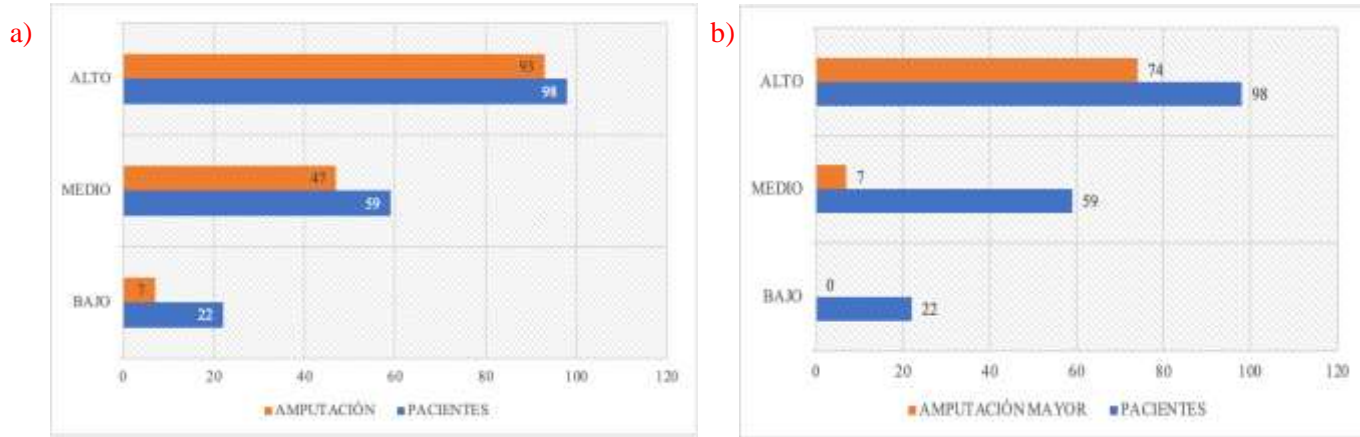 a)
93
ALTO
98
47
MEDIO
59
7
BAJO
22
0 20 40 60 80 100 120
AMPUTACIÓN PACIENTES
b)
74
ALTO
98
7
MEDIO
59
0
BAJO
22
0 20 40 60 80 100 120
AMPUTACIÓN MAYOR PACIENTES